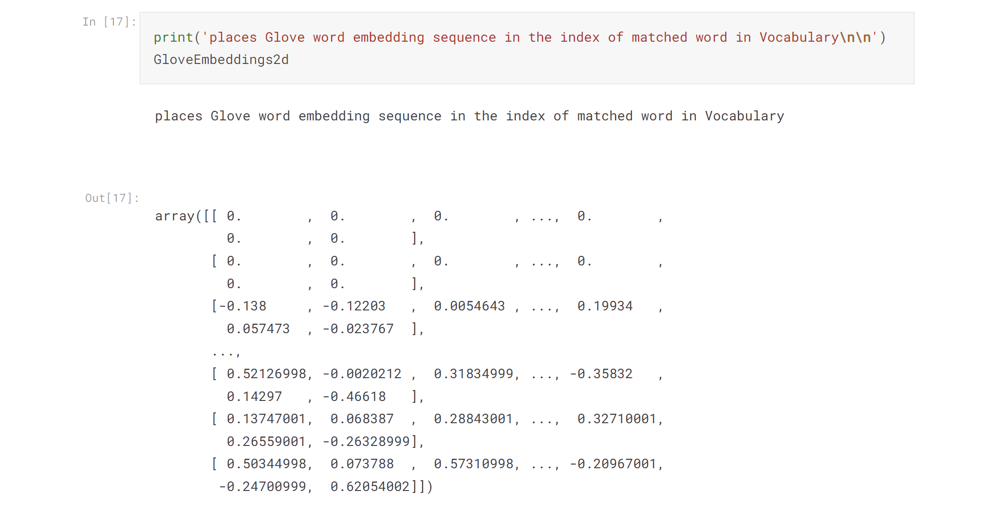 In [17]:
print('places Glove word embedding sequence in the index of matched word in Vocabulary\n\n')
GloveEmbeddings2d
places Glove word embedding sequence in the index of matched word in Vocabulary
Out[17]:
array([[ 0.        ,  0.        ,  0.        , ...,  0.        ,
         0.        ,  0.        ],
       [ 0.        ,  0.        ,  0.        , ...,  0.        ,
         0.        ,  0.        ],
       [-0.138     , -0.12203   ,  0.0054643 , ...,  0.19934   ,
         0.057473  , -0.023767  ],
       ...,
       [ 0.52126998, -0.0020212 ,  0.31834999, ..., -0.35832   ,
         0.14297   , -0.46618   ],
       [ 0.13747001,  0.068387  ,  0.28843001, ...,  0.32710001,
         0.26559001, -0.26328999],
       [ 0.50344998,  0.073788  ,  0.57310998, ..., -0.20967001,
        -0.24700999,  0.62054002]])